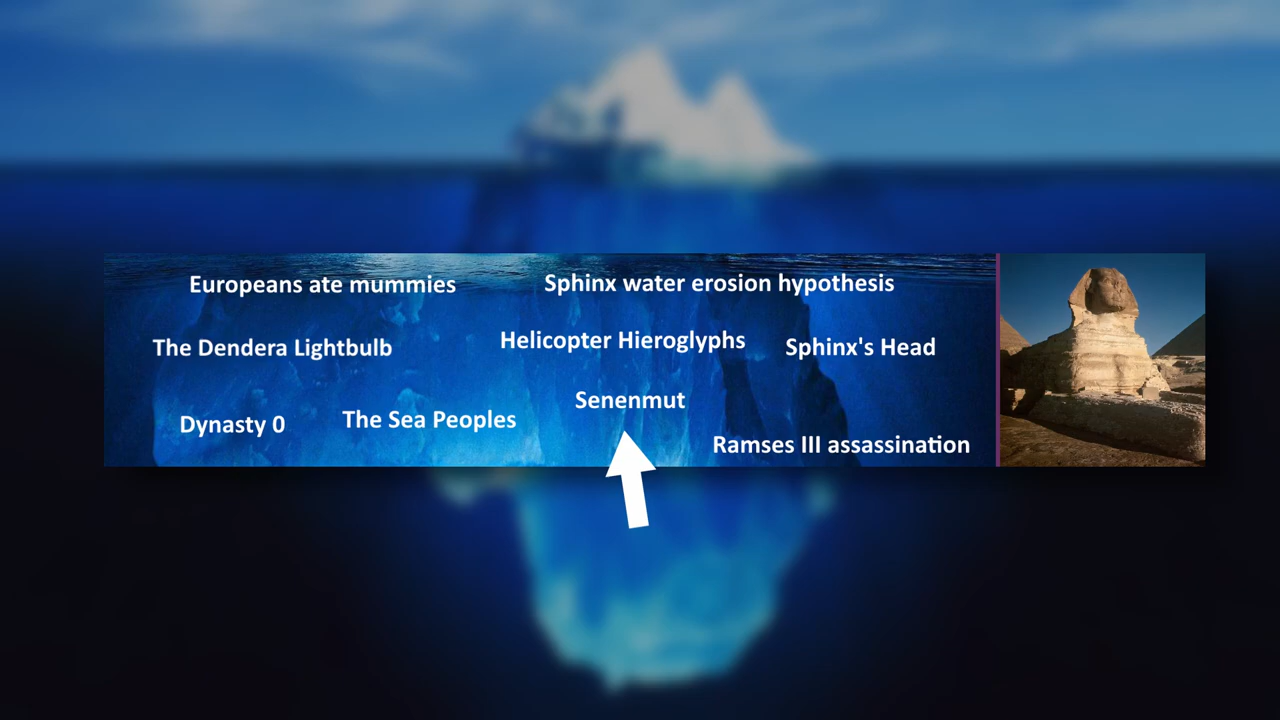 Europeans ate mummies
Sphinx water erosion hypothesis
The Dendera Lightbulb
Helicopter Hieroglyphs
Sphinx's Head
Senenmut
Dynasty 0
The Sea Peoples
Ramses III assassination